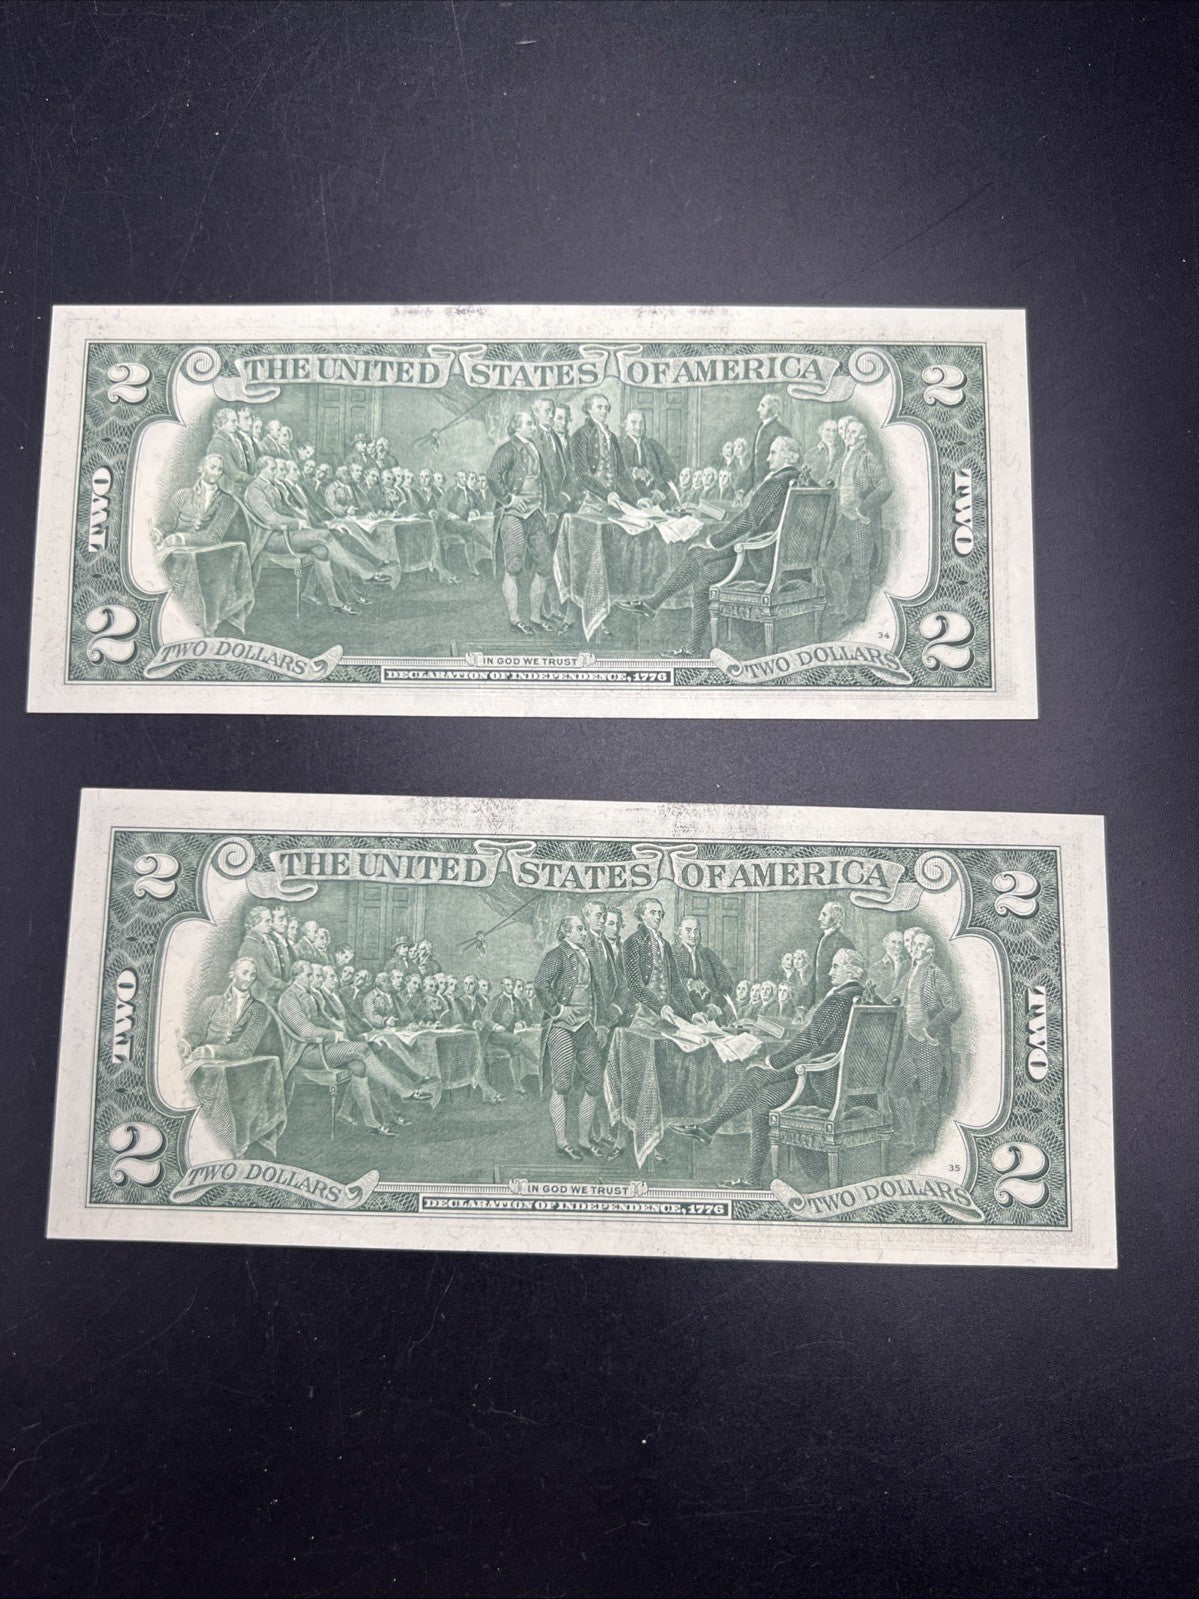 THE UNITED STATES OF AMERICA
2 2
TWO TWO
2 2
34
TWO DOLLARS IN GOD WE TRUST TWO DOLLARS
DECLARATION OF INDEPENDENCE, 1776
THE UNITED STATES OF AMERICA
2 2
TWO TWO
2 2
35
TWO DOLLARS IN GOD WE TRUST TWO DOLLARS
DECLARATION OF INDEPENDENCE, 1776